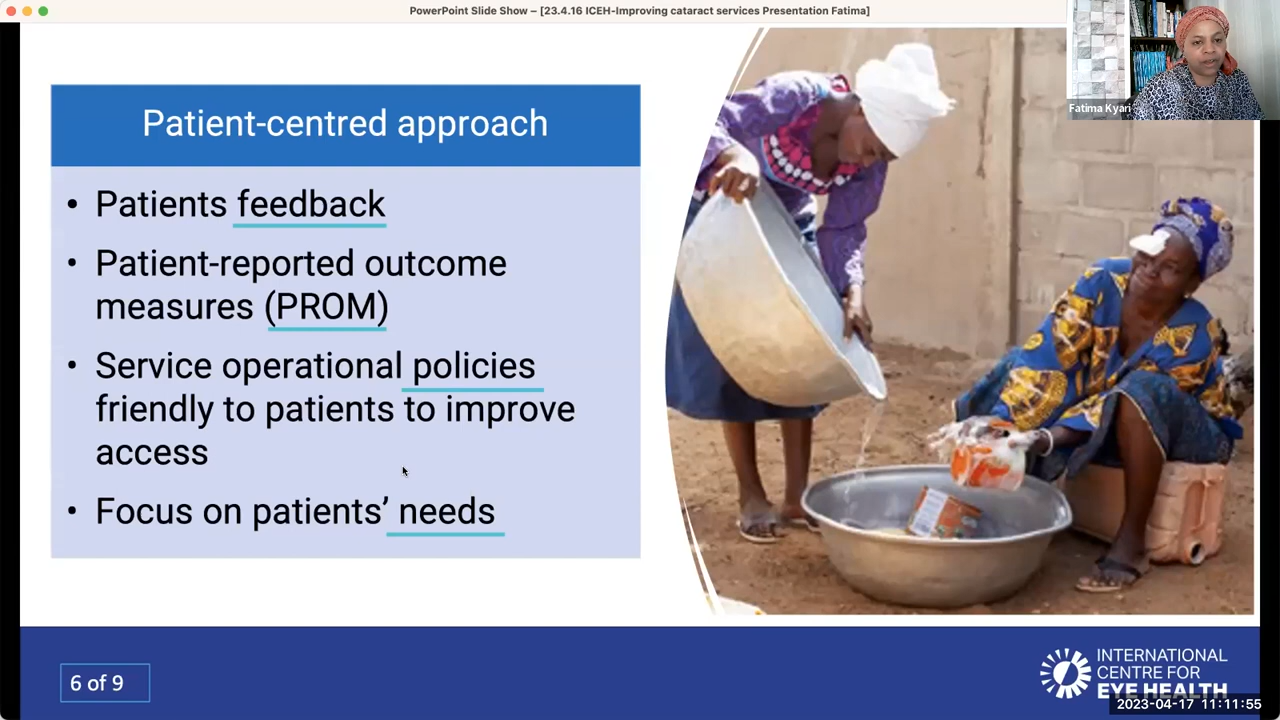 PowerPoint Slide Show – [23.4.16 ICEH-Improving cataract services Presentation Fatima]
Fatima Kyari
Patient-centred approach
• Patients feedback
• Patient-reported outcome
measures (PROM)
• Service operational policies
friendly to patients to improve
access
• Focus on patients’ needs
6 of 9
INTERNATIONAL
CENTRE FOR
EYE HEALTH
2023-04-17 11:11:55